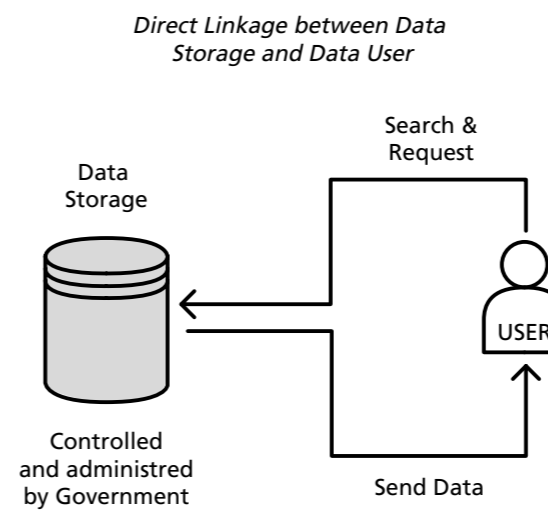 Direct Linkage between Data
Storage and Data User
Search &
Request
Data
Storage
USER
Controlled
and administred
by Government
Send Data